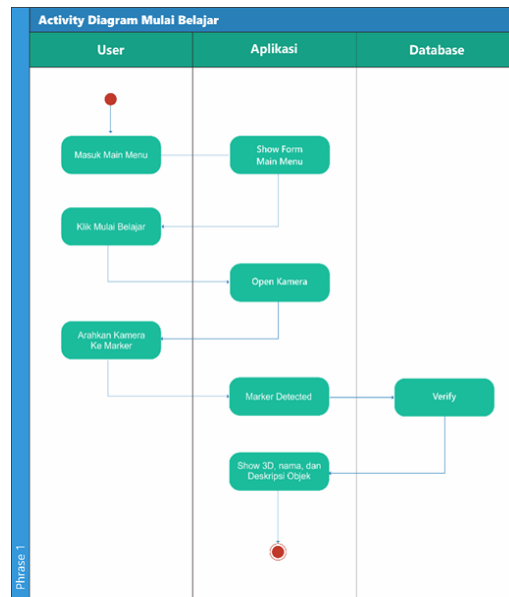 Activity Diagram Mulai Belajar
User
Aplikasi
Database
Masuk Main Menu
Show Form
Main Menu
Klik Mulai Belajar
Open Kamera
Arahkan Kamera
Ke Marker
Marker Detected
Verify
Show 3D, nama, dan
Deskripsi Objek
Phrase 1